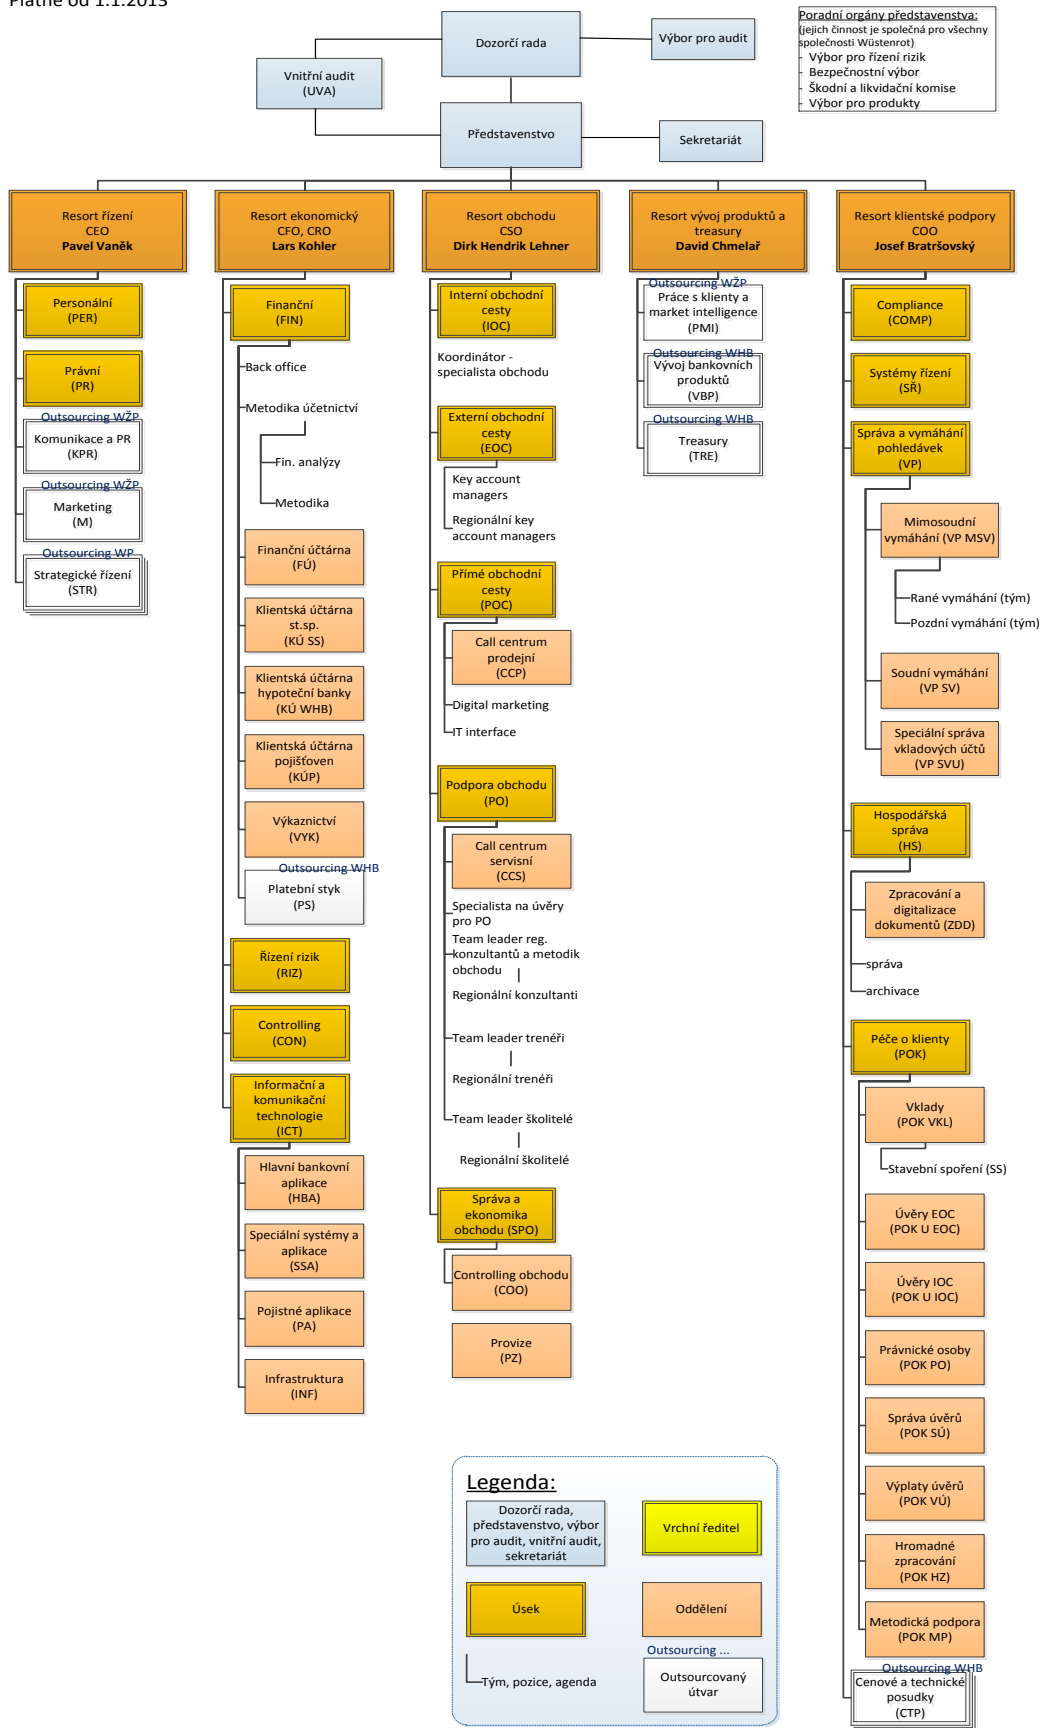 Platné od 1.1.2013
Dozorčí rada
Výbor pro audit
Poradní orgány představenstva:
(jejich činnost je společná pro všechny
společnosti Wüstenrot)
- Výbor pro řízení rizik
- Bezpečnostní výbor
- Škodní a likvidační komise
- Výbor pro produkty
Vnitřní audit
(UVA)
Představenstvo
Sekretariát
Resort řízení
CEO
Pavel Vaněk
Resort ekonomický
CFO, CRO
Lars Kohler
Resort obchodu
CSO
Dirk Hendrik Lehner
Resort vývoj produktů a
treasury
David Chmelař
Resort klientské podpory
COO
Josef Bratršovský
Personální
(PER)
Právní
(PR)
Outsourcing WŽP
Komunikace a PR
(KPR)
Outsourcing WŽP
Marketing
(M)
Outsourcing WP
Strategické řízení
(STR)
Finanční
(FIN)
Back office
Metodika účetnictví
Fin. analýzy
Metodika
Finanční účtárna
(FÚ)
Klientská účtárna
st.sp.
(KÚ SS)
Klientská účtárna
hypoteční banky
(KÚ WHB)
Klientská účtárna
pojišťoven
(KÚP)
Výkaznictví
(VYK)
Outsourcing WHB
Platební styk
(PS)
Řízení rizik
(RIZ)
Controlling
(CON)
Informační a
komunikační
technologie
(ICT)
Hlavní bankovní
aplikace
(HBA)
Speciální systémy a
aplikace
(SSA)
Pojistné aplikace
(PA)
Infrastruktura
(INF)
Interní obchodní
cesty
(IOC)
Koordinátor -
specialista obchodu
Externí obchodní
cesty
(EOC)
Key account
managers
Regionální key
account managers
Přímé obchodní
cesty
(POC)
Call centrum
prodejní
(CCP)
Digital marketing
IT interface
Podpora obchodu
(PO)
Call centrum
servisní
(CCS)
Specialista na úvěry
pro PO
Team leader reg.
konzultantů a metodik
obchodu
Regionální konzultanti
Team leader trenéři
Regionální trenéři
Team leader školitelé
Regionální školitelé
Správa a
ekonomika
obchodu (SPO)
Controlling obchodu
(COO)
Provize
(PZ)
Outsourcing WŽP
Práce s klienty a
market intelligence
(PMI)
Outsourcing WHB
Vývoj bankovních
produktů
(VBP)
Outsourcing WHB
Treasury
(TRE)
Compliance
(COMP)
Systémy řízení
(SŘ)
Správa a vymáhání
pohledávek
(VP)
Mimosoudní
vymáhání (VP MSV)
Rané vymáhání (tým)
Pozdní vymáhání (tým)
Soudní vymáhání
(VP SV)
Speciální správa
vkladových účtů
(VP SVU)
Hospodářská
správa
(HS)
Zpracování a
digitalizace
dokumentů (ZDD)
správa
archivace
Péče o klienty
(POK)
Vklady
(POK VKL)
Stavební spoření (SS)
Úvěry EOC
(POK U EOC)
Úvěry IOC
(POK U IOC)
Právnické osoby
(POK PO)
Správa úvěrů
(POK SÚ)
Výplaty úvěrů
(POK VÚ)
Hromadné
zpracování
(POK HZ)
Metodická podpora
(POK MP)
Outsourcing WHB
Cenové a technické
posudky
(CTP)
Legenda:
Dozorčí rada,
představenstvo, výbor
pro audit, vnitřní audit,
sekretariát
Vrchní ředitel
Úsek
Oddělení
Tým, pozice, agenda
Outsourcing ...
Outsourcovaný
útvar